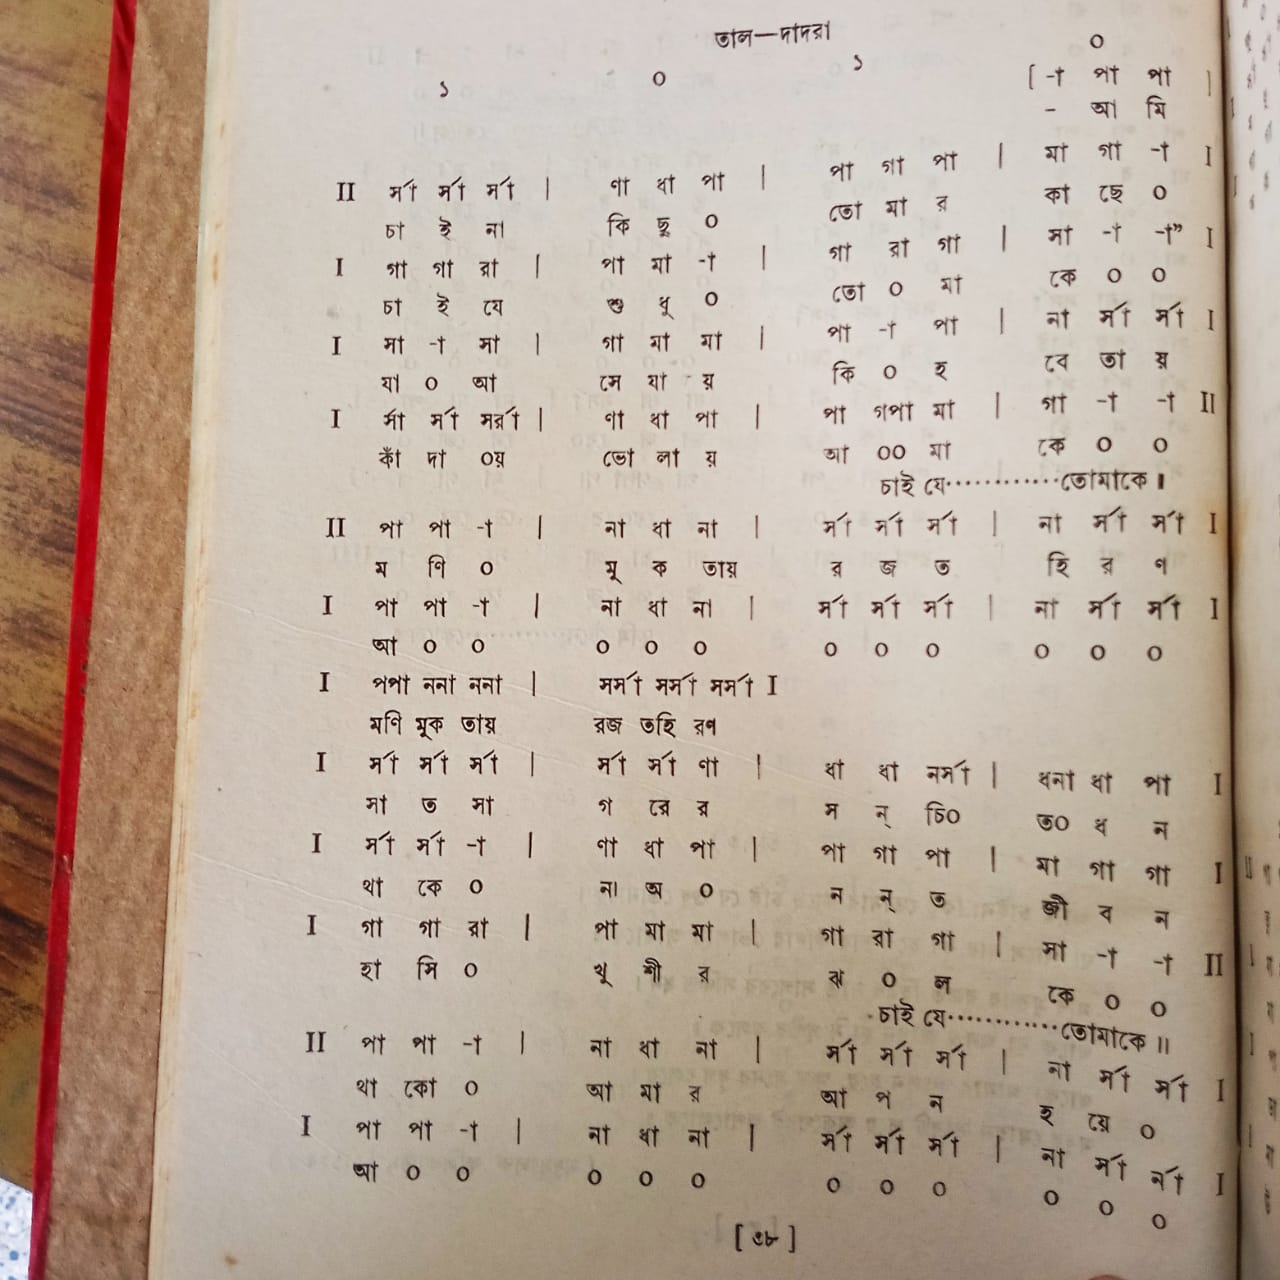 তাল—দাদরা
১ ০ ১ ০
[ -া পা পা ]
- আ মি
II র্সা র্সা র্সা | ণা ধা পা | পা গা পা | মা গা -া I
চা ই না কি ছু ০ তো মা র কা ছে ০
I গা গা রা | পা মা -া | গা রা গা | সা -া -া” I
চা ই যে শু ধু ০ তো ০ মা কে ০ ০
I সা -া সা | গা মা মা | পা -া পা | না র্সা র্সা I
যা ০ আ সে যা য় কি ০ হ বে তা য়
I র্সা র্সা সর্রা | ণা ধা পা | পা গপা মা | গা -া -া II
কাঁ দা ০য় ভো লা য় আ ০০ মা কে ০ ০
চাই যে············তোমাকে।
II পা পা -া | না ধা না | র্সা র্সা র্সা | না র্সা র্সা I
ম ণি ০ মূ ক তায় র জ ত হি র ণ
I পা পা -া | না ধা না | র্সা র্সা র্সা | না র্সা র্সা I
আ ০ ০ ০ ০ ০ ০ ০ ০ ০ ০ ০
I পপা ননা ননা | সর্সা সর্সা সর্সা I
মণি মূক তায় রজ তহি রণ
I র্সা র্সা র্সা | র্সা র্সা ণা | ধা ধা নর্সা | ধনা ধা পা I
সা ত সা গ রে র স ন্ চি০ ত০ ধ ন
I র্সা র্সা -া | ণা ধা পা | পা গা পা | মা গা গা I
থা কে ০ না অ ০ ন ন্ ত জী ব ন
I গা গা রা | পা মা মা | গা রা গা | সা -া -া II
হা সি ০ খু শী র ঝ ০ ল কে ০ ০
চাই যে············তোমাকে॥
II পা পা -া | না ধা না | র্সা র্সা র্সা | না র্সা র্সা I
থা কো ০ আ মা র আ প ন হ য়ে ০
I পা পা -া | না ধা না | র্সা র্সা র্সা | না র্সা র্সা I
আ ০ ০ ০ ০ ০ ০ ০ ০ ০ ০ ০
[ ৩৮ ]